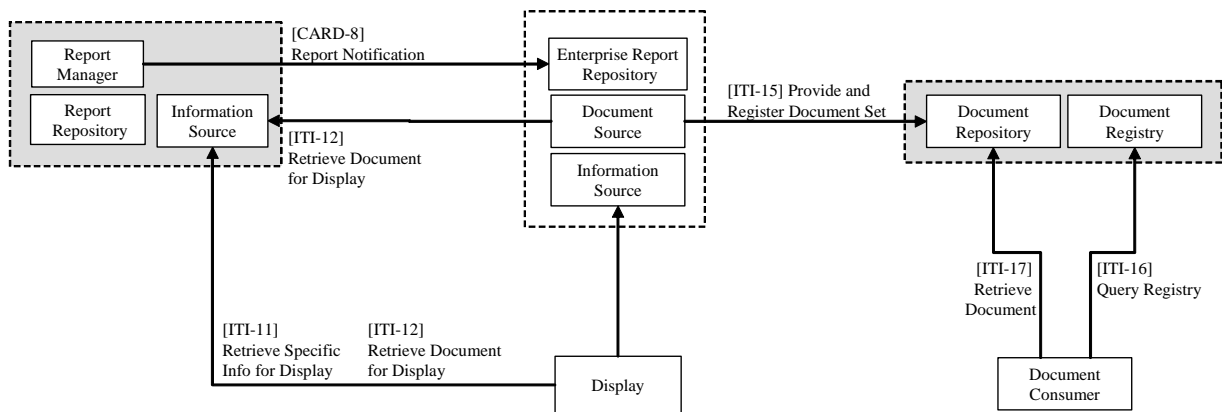 [CARD-8]
Report Notification
Report
Manager
Enterprise Report
Repository
Report
Repository
Information
Source
Document
Source
[ITI-15] Provide and
Register Document Set
Document
Repository
Document
Registry
[ITI-12]
Retrieve Document
for Display
Information
Source
[ITI-17]
Retrieve
Document
[ITI-16]
Query Registry
[ITI-11]
Retrieve Specific
Info for Display
[ITI-12]
Retrieve Document
for Display
Display
Document
Consumer